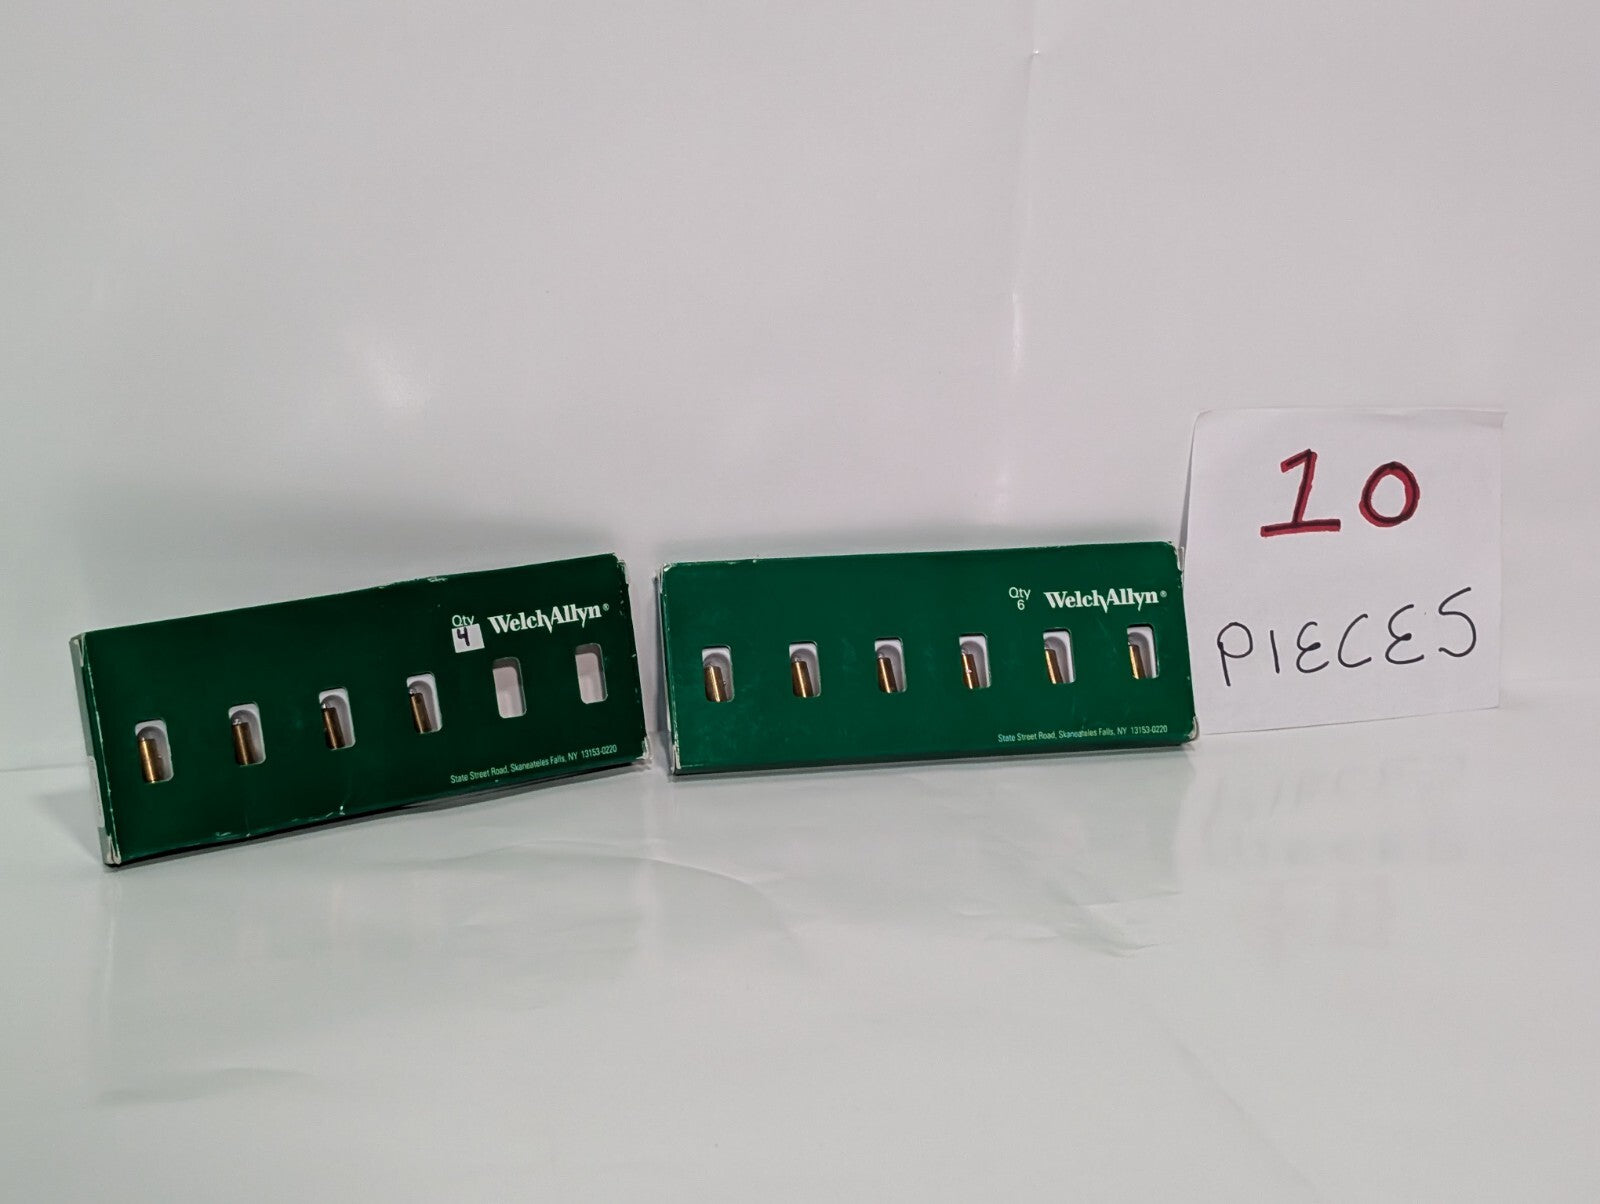 Qty
4
WelchAllyn®
State Street Road, Skaneateles Falls, NY 13153-0220
Qty
6
WelchAllyn®
State Street Road, Skaneateles Falls, NY 13153-0220
10
PIECES